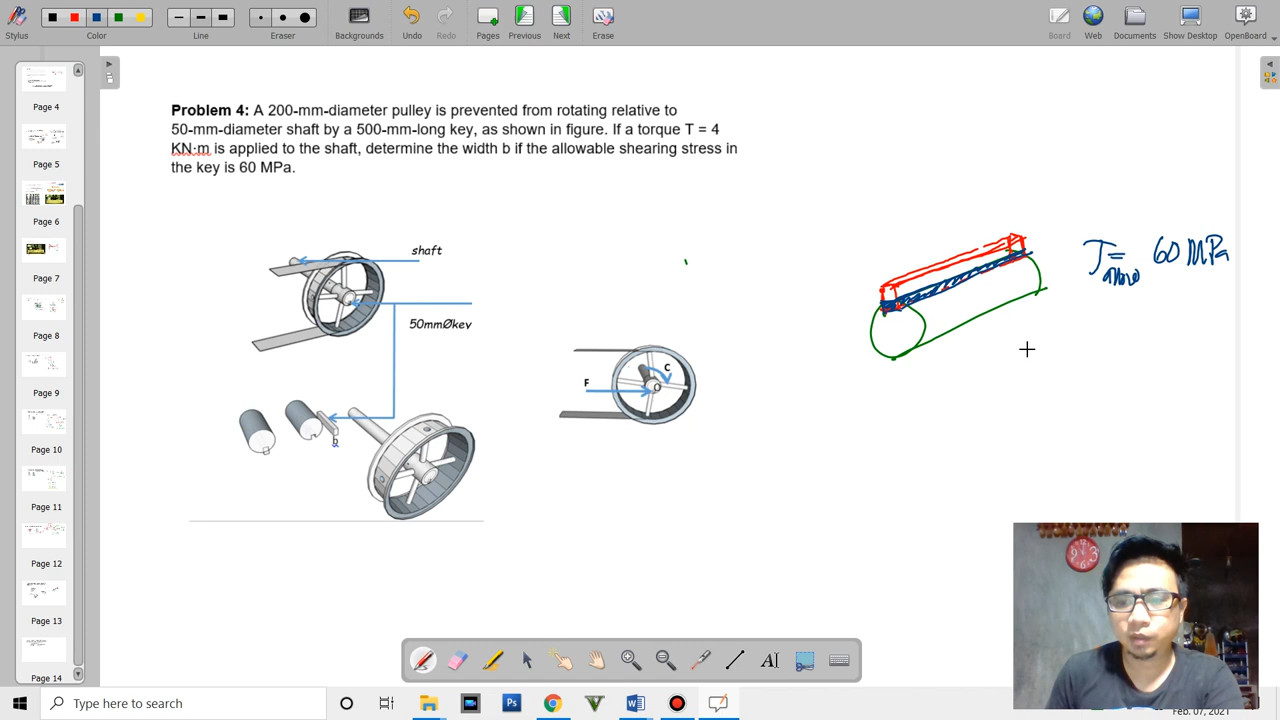 Stylus
Color
Line
Eraser
Backgrounds
Undo
Redo
Pages
Previous
Next
Erase
Board
Web
Documents
Show Desktop
OpenBoard
Page 4
Page 5
Page 6
Page 7
Page 8
Page 9
Page 10
Page 11
Page 12
Page 13
Page 14
Problem 4: A 200-mm-diameter pulley is prevented from rotating relative to
50-mm-diameter shaft by a 500-mm-long key, as shown in figure. If a torque T = 4
KN·m is applied to the shaft, determine the width b if the allowable shearing stress in
the key is 60 MPa.
shaft
50mmØkey
b
F
C
O
= 60 MPa
allow
Type here to search
Feb. 07, 2021